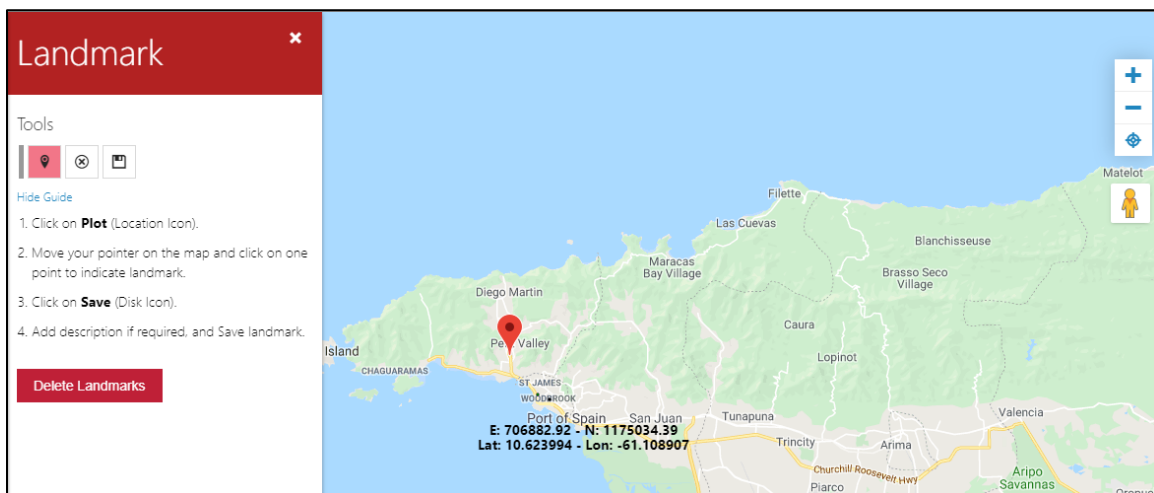 Landmark
Tools
Hide Guide
1. Click on Plot (Location Icon).
2. Move your pointer on the map and click on one
point to indicate landmark.
3. Click on Save (Disk Icon).
4. Add description if required, and Save landmark.
Delete Landmarks
Matelot
Filette
Las Cuevas
Blanchisseuse
Maracas
Bay Village
Brasso Seco
Village
Diego Martin
Caura
Valley
Island
Lopinot
CHAGUARAMAS
ST JAMES
WOODBROOK
Port of Spain
San Juan
Tunapuna
Valencia
E: 706882.92 - N: 1175034.39
Lat: 10.623994 - Lon: -61.108907
Trincity
Arima
Churchill Roosevelt Hwy
Aripo
Savannas
Piarco